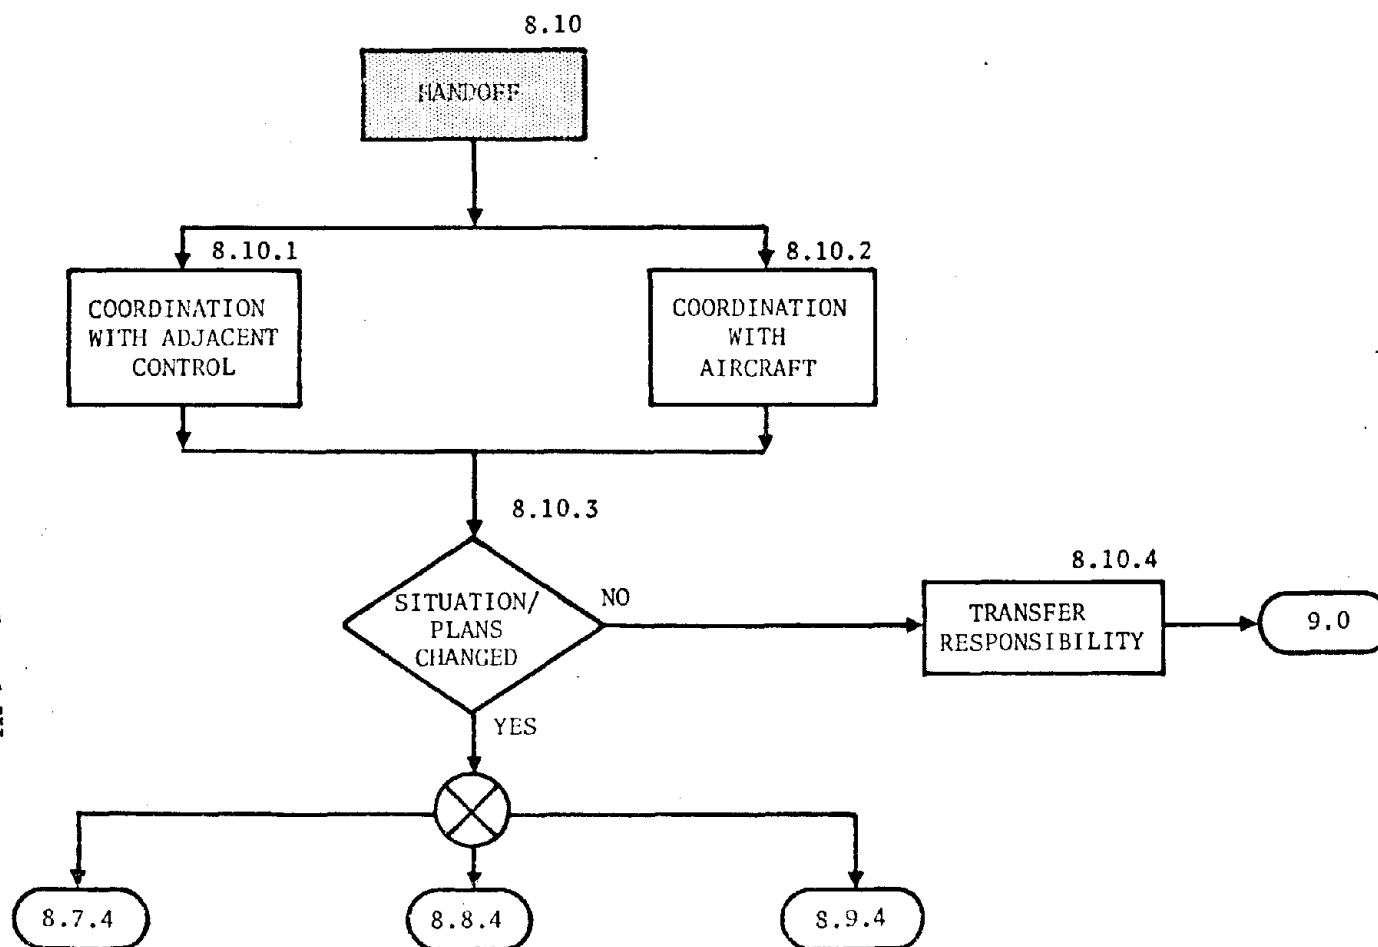 8.10
HANDOFF
8.10.1
8.10.2
COORDINATION
WITH ADJACENT
CONTROL
COORDINATION
WITH
AIRCRAFT
8.10.3
SITUATION/
PLANS
CHANGED
NO
8.10.4
TRANSFER
RESPONSIBILITY
9.0
YES
8.7.4
8.8.4
8.9.4